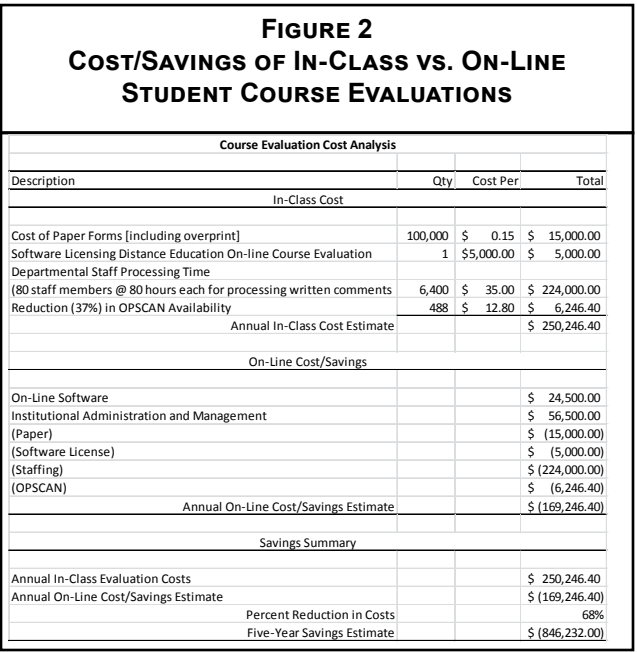 FIGURE 2
COST/SAVINGS OF IN-CLASS VS. ON-LINE
STUDENT COURSE EVALUATIONS
Course Evaluation Cost Analysis
Description Qty Cost Per Total
In-Class Cost
Cost of Paper Forms [including overprint] 100,000 $ 0.15 $ 15,000.00
Software Licensing Distance Education On-line Course Evaluation 1 $5,000.00 $ 5,000.00
Departmental Staff Processing Time
(80 staff members @ 80 hours each for processing written comments 6,400 $ 35.00 $ 224,000.00
Reduction (37%) in OPSCAN Availability 488 $ 12.80 $ 6,246.40
Annual In-Class Cost Estimate $ 250,246.40
On-Line Cost/Savings
On-Line Software $ 24,500.00
Institutional Administration and Management $ 56,500.00
(Paper) $ (15,000.00)
(Software License) $ (5,000.00)
(Staffing) $ (224,000.00)
(OPSCAN) $ (6,246.40)
Annual On-Line Cost/Savings Estimate $ (169,246.40)
Savings Summary
Annual In-Class Evaluation Costs $ 250,246.40
Annual On-Line Cost/Savings Estimate $ (169,246.40)
Percent Reduction in Costs 68%
Five-Year Savings Estimate $ (846,232.00)